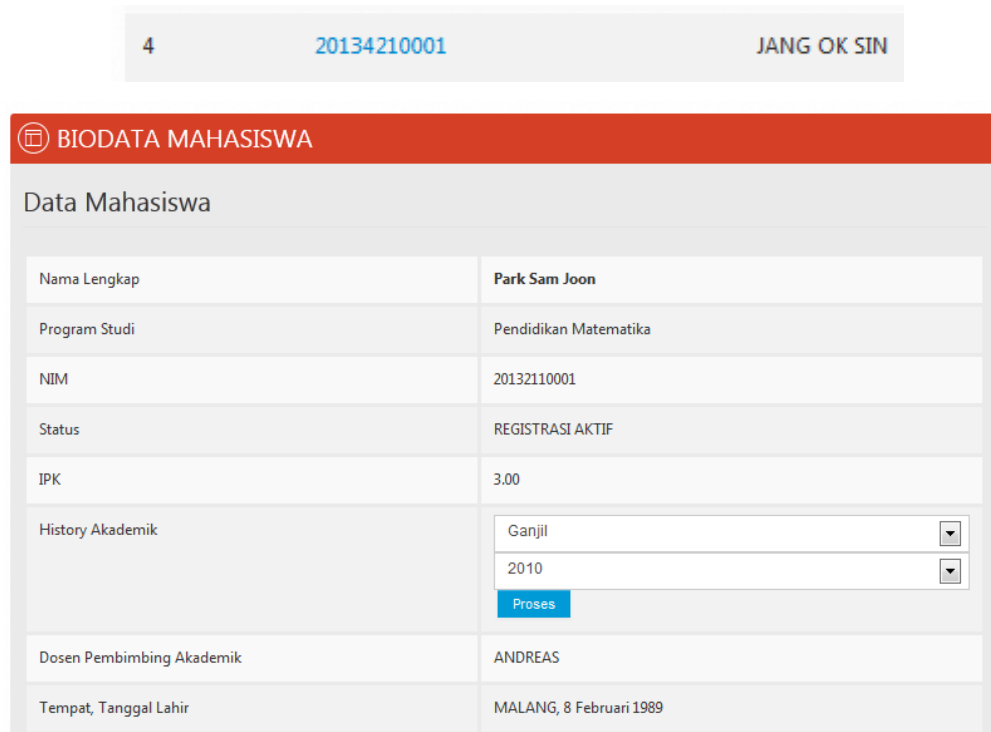 4 20134210001 JANG OK SIN
BIODATA MAHASISWA
Data Mahasiswa
Nama Lengkap Park Sam Joon
Program Studi Pendidikan Matematika
NIM 20132110001
Status REGISTRASI AKTIF
IPK 3.00
History Akademik Ganjil
2010
Proses
Dosen Pembimbing Akademik ANDREAS
Tempat, Tanggal Lahir MALANG, 8 Februari 1989